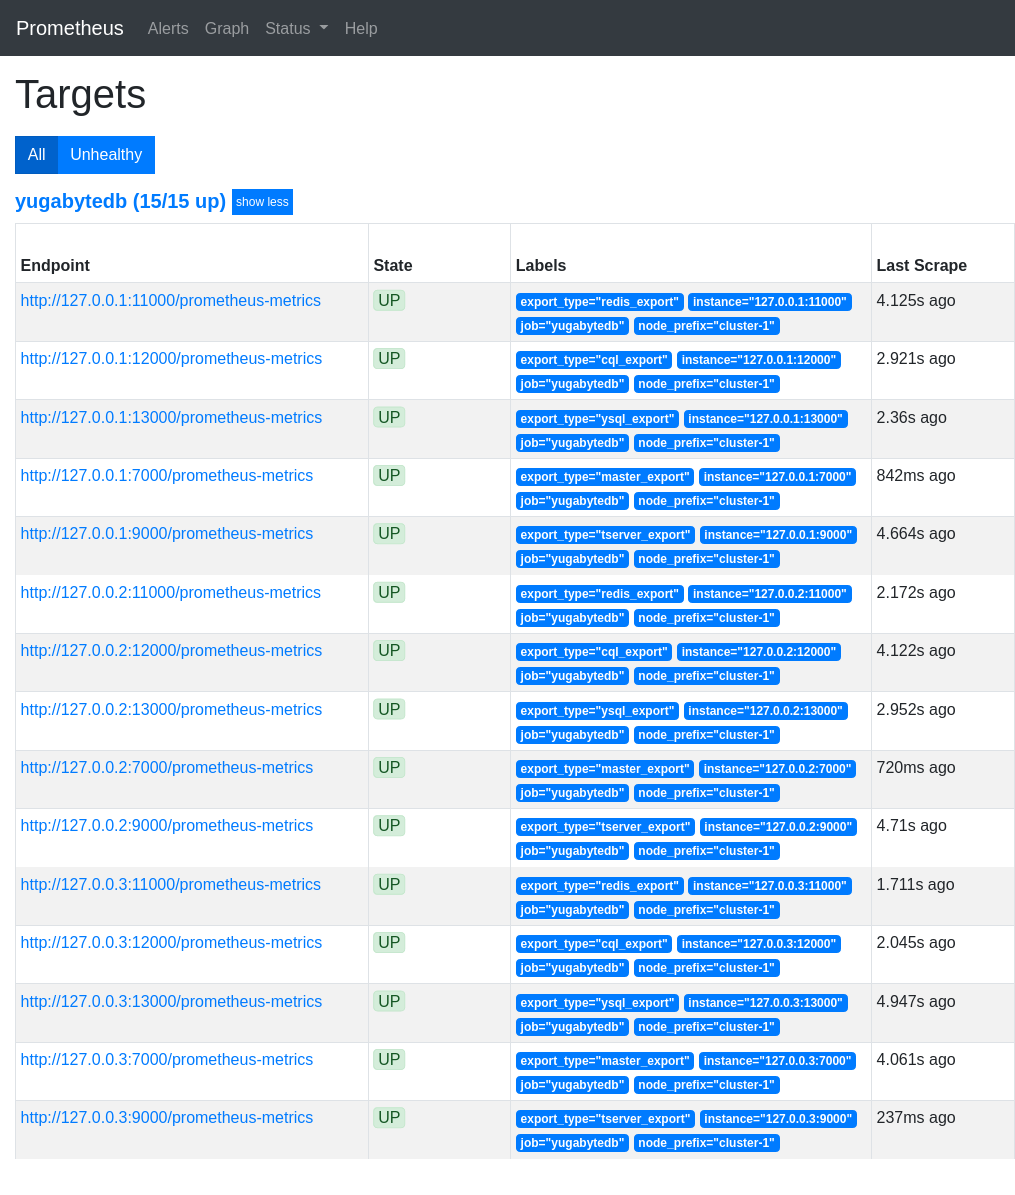 Prometheus Alerts Graph Status Help
Targets
All Unhealthy
yugabytedb (15/15 up) show less
Endpoint State Labels Last Scrape
http://127.0.0.1:11000/prometheus-metrics UP export_type="redis_export" instance="127.0.0.1:11000" 4.125s ago
job="yugabytedb" node_prefix="cluster-1"
http://127.0.0.1:12000/prometheus-metrics UP export_type="cql_export" instance="127.0.0.1:12000" 2.921s ago
job="yugabytedb" node_prefix="cluster-1"
http://127.0.0.1:13000/prometheus-metrics UP export_type="ysql_export" instance="127.0.0.1:13000" 2.36s ago
job="yugabytedb" node_prefix="cluster-1"
http://127.0.0.1:7000/prometheus-metrics UP export_type="master_export" instance="127.0.0.1:7000" 842ms ago
job="yugabytedb" node_prefix="cluster-1"
http://127.0.0.1:9000/prometheus-metrics UP export_type="tserver_export" instance="127.0.0.1:9000" 4.664s ago
job="yugabytedb" node_prefix="cluster-1"
http://127.0.0.2:11000/prometheus-metrics UP export_type="redis_export" instance="127.0.0.2:11000" 2.172s ago
job="yugabytedb" node_prefix="cluster-1"
http://127.0.0.2:12000/prometheus-metrics UP export_type="cql_export" instance="127.0.0.2:12000" 4.122s ago
job="yugabytedb" node_prefix="cluster-1"
http://127.0.0.2:13000/prometheus-metrics UP export_type="ysql_export" instance="127.0.0.2:13000" 2.952s ago
job="yugabytedb" node_prefix="cluster-1"
http://127.0.0.2:7000/prometheus-metrics UP export_type="master_export" instance="127.0.0.2:7000" 720ms ago
job="yugabytedb" node_prefix="cluster-1"
http://127.0.0.2:9000/prometheus-metrics UP export_type="tserver_export" instance="127.0.0.2:9000" 4.71s ago
job="yugabytedb" node_prefix="cluster-1"
http://127.0.0.3:11000/prometheus-metrics UP export_type="redis_export" instance="127.0.0.3:11000" 1.711s ago
job="yugabytedb" node_prefix="cluster-1"
http://127.0.0.3:12000/prometheus-metrics UP export_type="cql_export" instance="127.0.0.3:12000" 2.045s ago
job="yugabytedb" node_prefix="cluster-1"
http://127.0.0.3:13000/prometheus-metrics UP export_type="ysql_export" instance="127.0.0.3:13000" 4.947s ago
job="yugabytedb" node_prefix="cluster-1"
http://127.0.0.3:7000/prometheus-metrics UP export_type="master_export" instance="127.0.0.3:7000" 4.061s ago
job="yugabytedb" node_prefix="cluster-1"
http://127.0.0.3:9000/prometheus-metrics UP export_type="tserver_export" instance="127.0.0.3:9000" 237ms ago
job="yugabytedb" node_prefix="cluster-1"